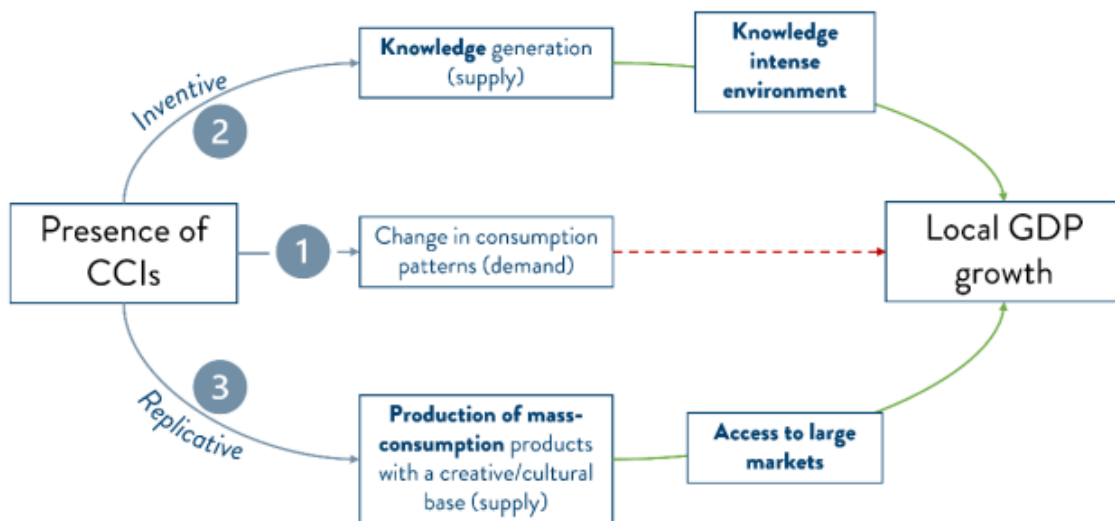 Knowledge generation
(supply)
Knowledge
intense
environment
Inventive
2
Presence of
CCIs
1
Change in consumption
patterns (demand)
Local GDP
growth
3
Replicative
Production of mass-
consumption products
with a creative/cultural
base (supply)
Access to large
markets